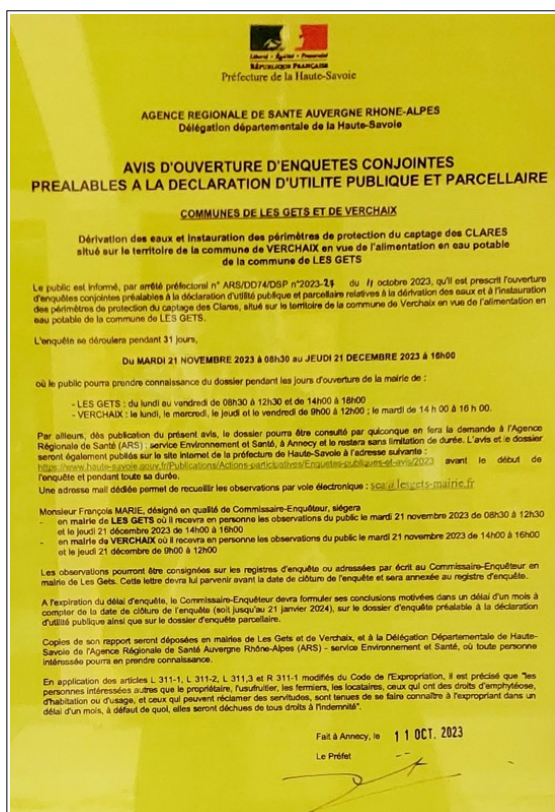 Liberté • Égalité • Fraternité
RÉPUBLIQUE FRANÇAISE
Préfecture de la Haute-Savoie
AGENCE REGIONALE DE SANTE AUVERGNE RHONE-ALPES
Délégation départementale de la Haute-Savoie
AVIS D'OUVERTURE D'ENQUETES CONJOINTES
PREALABLES A LA DECLARATION D'UTILITE PUBLIQUE ET PARCELLAIRE
COMMUNES DE LES GETS ET DE VERCHAIX
Dérivation des eaux et instauration des périmètres de protection du captage des CLARES
situé sur le territoire de la commune de VERCHAIX en vue de l'alimentation en eau potable
de la commune de LES GETS
Le public est informé, par arrêté préfectoral n° ARS/DD74/DSP n°2023- du 11 octobre 2023, qu'il est prescrit l'ouverture
d'enquêtes conjointes préalables à la déclaration d'utilité publique et parcellaire relatives à la dérivation des eaux et à l'instauration
des périmètres de protection du captage des Clares, situé sur le territoire de la commune de Verchaix en vue de l'alimentation en
eau potable de la commune de LES GETS.
L'enquête se déroulera pendant 31 jours,
Du MARDI 21 NOVEMBRE 2023 à 08h30 au JEUDI 21 DECEMBRE 2023 à 16h00
où le public pourra prendre connaissance du dossier pendant les jours d'ouverture de la mairie de :
- LES GETS : du lundi au vendredi de 08h30 à 12h30 et de 14h00 à 18h00
- VERCHAIX : le lundi, le mercredi, le jeudi et le vendredi de 9h00 à 12h00 ; le mardi de 14 h 00 à 16 h 00.
Par ailleurs, dès publication du présent avis, le dossier pourra être consulté par quiconque en fera la demande à l'Agence
Régionale de Santé (ARS) : service Environnement et Santé, à Annecy et le restera sans limitation de durée. L'avis et le dossier
seront également publiés sur le site internet de la préfecture de Haute-Savoie à l'adresse suivante :
https://www.haute-savoie.gouv.fr/Publications/Actions-participatives/Enquetes-publiques-et-avis/2023 avant le début de
l'enquête et pendant toute sa durée.
Une adresse mail dédiée permet de recueillir les observations par voie électronique : @lesgets-mairie.fr
Monsieur François MARIE, désigné en qualité de Commissaire-Enquêteur, siégera
- en mairie de LES GETS où il recevra en personne les observations du public le mardi 21 novembre 2023 de 08h30 à 12h30
et le jeudi 21 décembre 2023 de 14h00 à 16h00
- en mairie de VERCHAIX où il recevra en personne les observations du public le mardi 21 novembre 2023 de 14h00 à 16h00
et le jeudi 21 décembre de 9h00 à 12h00
Les observations pourront être consignées sur les registres d'enquête ou adressées par écrit au Commissaire-Enquêteur en
mairie de Les Gets. Cette lettre devra lui parvenir avant la date de clôture de l'enquête et sera annexée au registre d'enquête.
A l'expiration du délai d'enquête, le Commissaire-Enquêteur devra formuler ses conclusions motivées dans un délai d'un mois à
compter de la date de clôture de l'enquête (soit jusqu'au 21 janvier 2024), sur le dossier d'enquête préalable à la déclaration
d'utilité publique ainsi que sur le dossier d'enquête parcellaire.
Copies de son rapport seront déposées en mairies de Les Gets et de Verchaix, et à la Délégation Départementale de Haute-
Savoie de l'Agence Régionale de Santé Auvergne Rhône-Alpes (ARS) - service Environnement et Santé, où toute personne
intéressée pourra en prendre connaissance.
En application des articles L 311-1, L 311-2, L 311,3 et R 311-1 modifiés du Code de l'Expropriation, il est précisé que "les
personnes intéressées autres que le propriétaire, l'usufruitier, les fermiers, les locataires, ceux qui ont des droits d'emphytéose,
d'habitation ou d'usage, et ceux qui peuvent réclamer des servitudes, sont tenues de se faire connaître à l'expropriant dans un
délai d'un mois, à défaut de quoi, elles seront déchues de tous droits à l'indemnité".
Fait à Annecy, le 11 OCT. 2023
Le Préfet